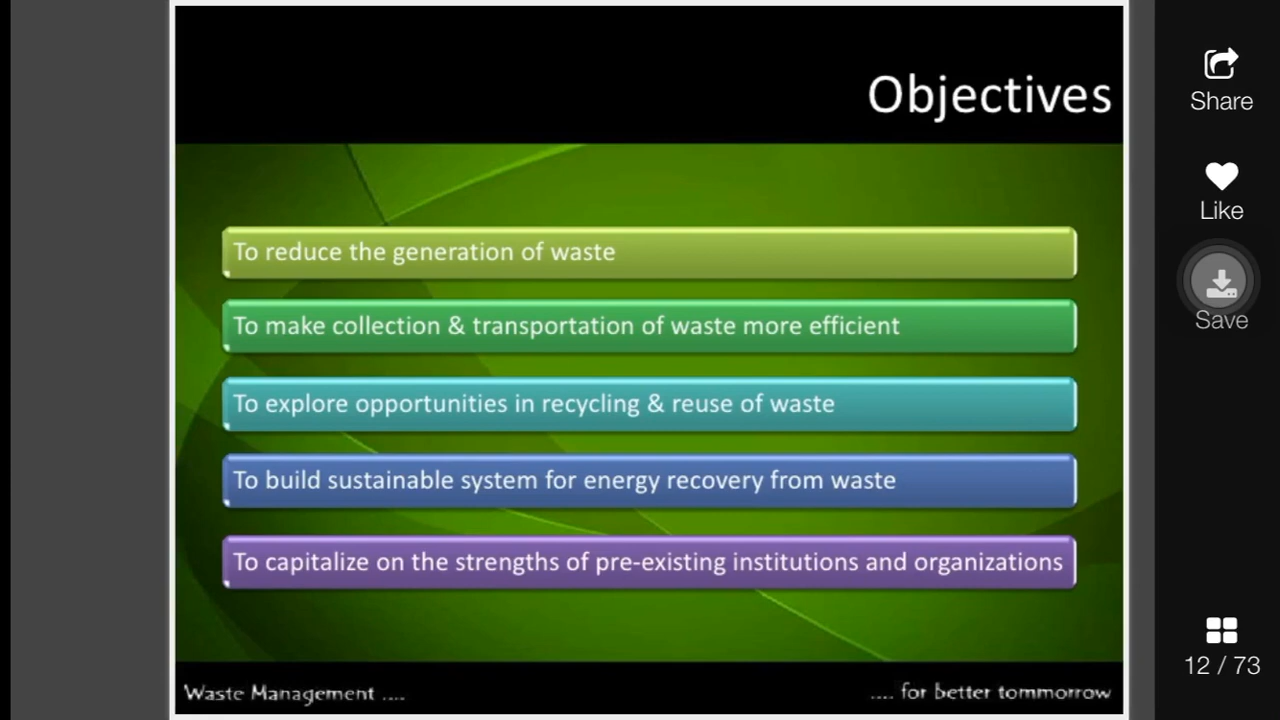 Objectives
To reduce the generation of waste
To make collection & transportation of waste more efficient
To explore opportunities in recycling & reuse of waste
To build sustainable system for energy recovery from waste
To capitalize on the strengths of pre-existing institutions and organizations
Waste Management ....
.... for better tommorrow
Share
Like
Save
12 / 73